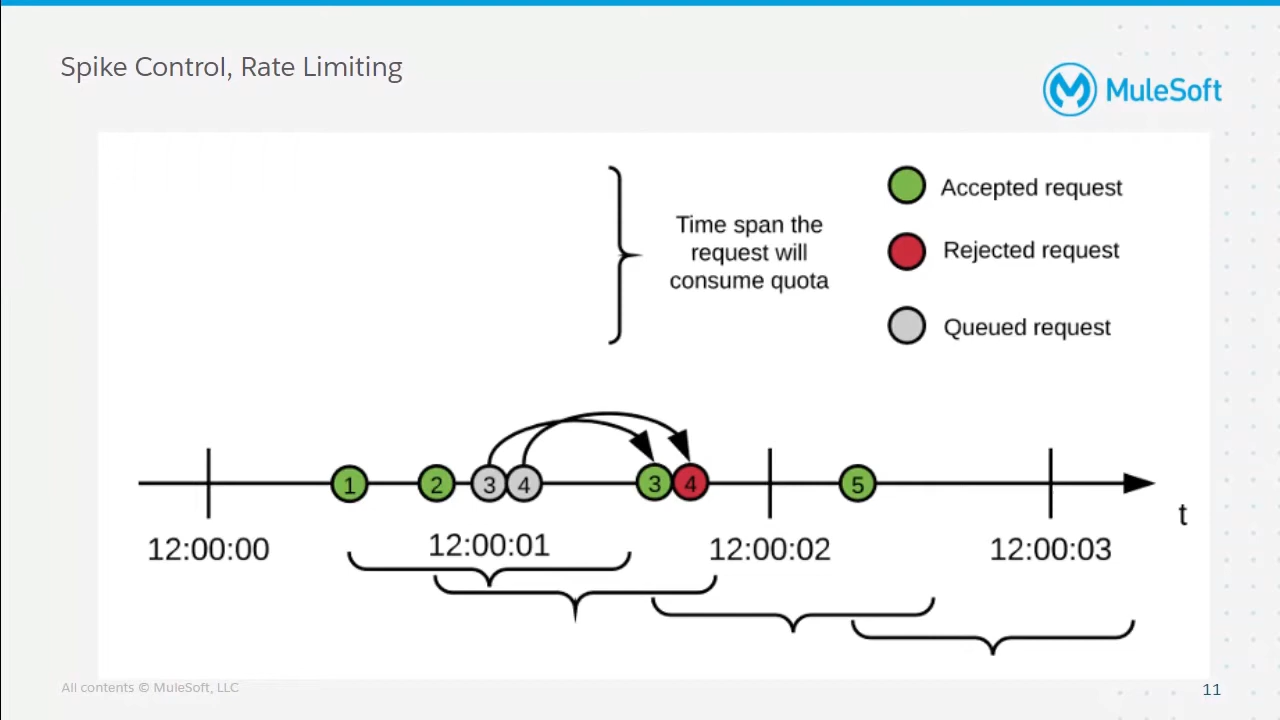 Spike Control, Rate Limiting
MuleSoft
Time span the
request will
consume quota
Accepted request
Rejected request
Queued request
1
2
3
4
3
4
5
t
12:00:00
12:00:01
12:00:02
12:00:03
All contents © MuleSoft, LLC
11